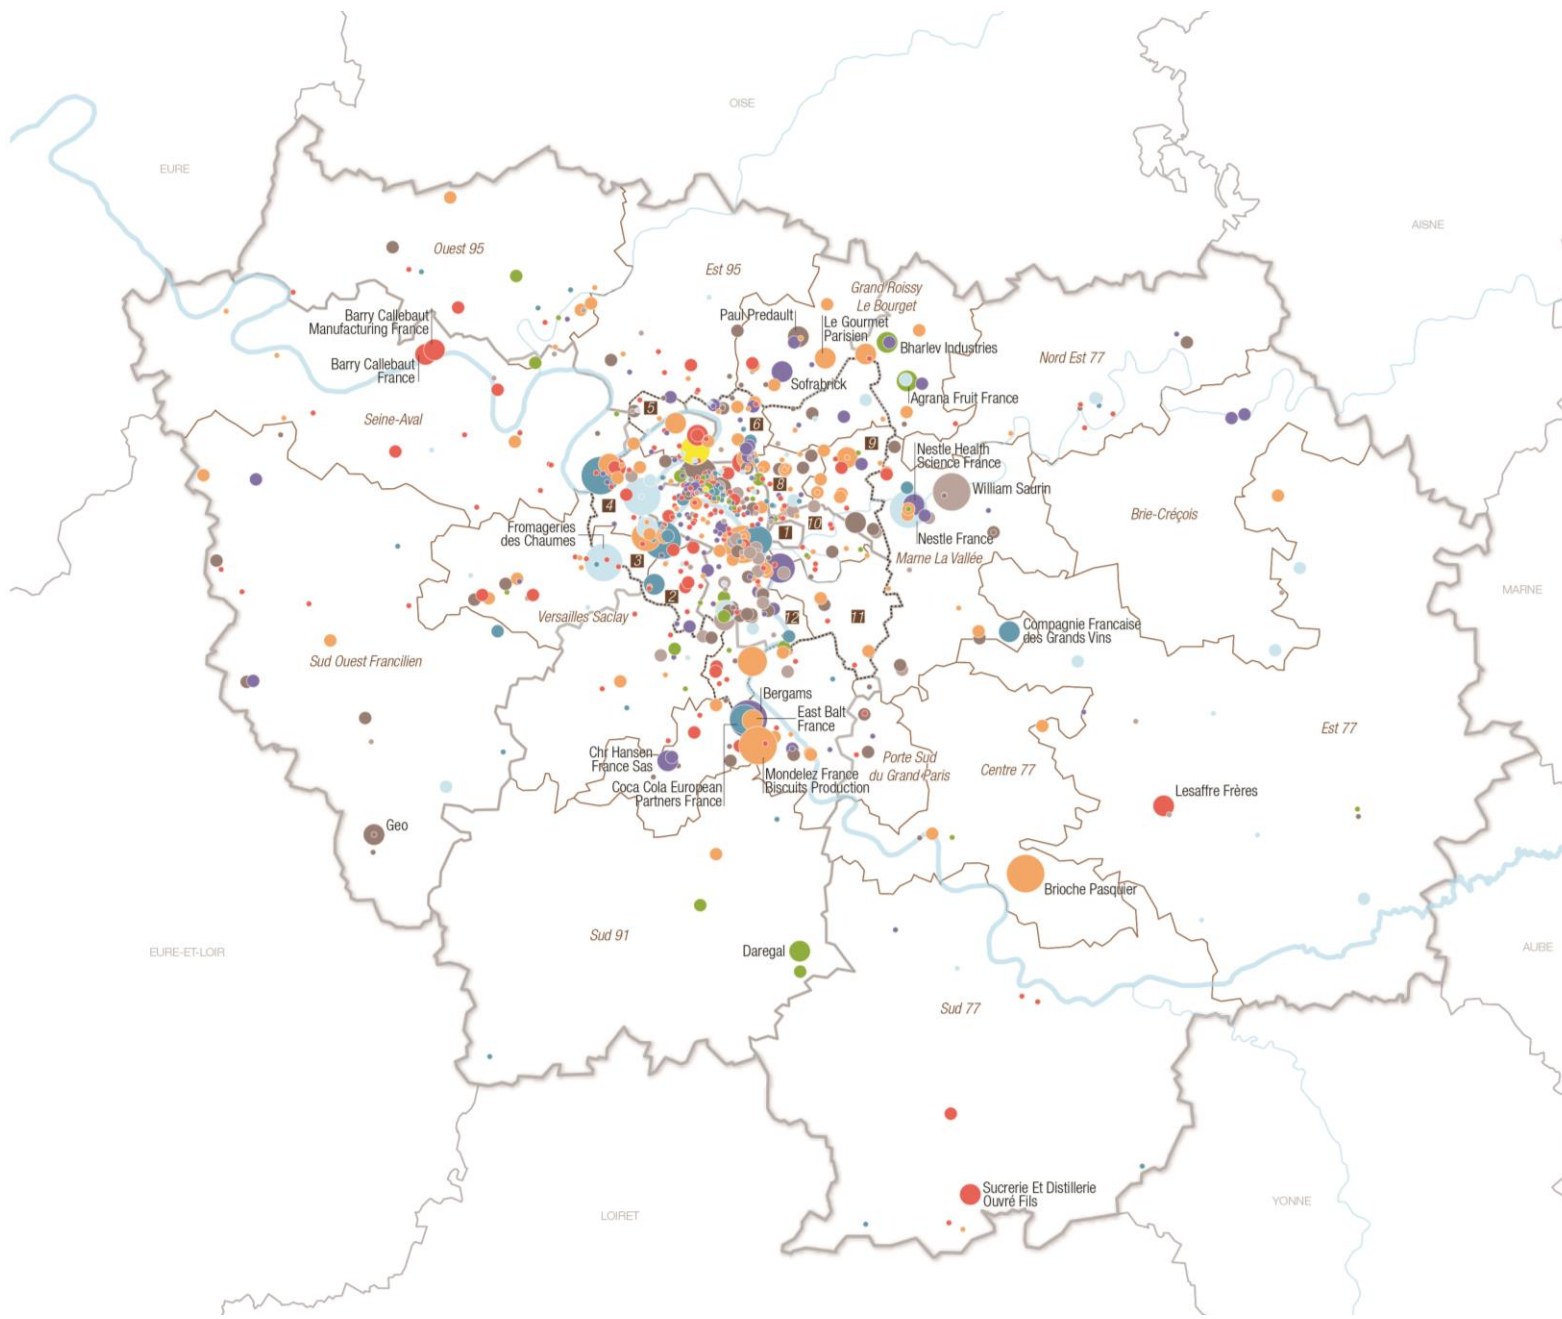 OISE
EURE
AISNE
Ouest 95
Est 95
Grand Roissy
Le Bourget
Barry Callebaut
Manufacturing France
Paul Predault
Le Gourmet
Parisien
Bharlev Industries
Nord Est 77
Barry Callebaut
France
Sofrabrick
Agrana Fruit France
Seine-Aval
5
6
9
Nestle Health
Science France
8
William Saurin
4
Brie-Créçois
Fromageries
des Chaumes
10
1
Nestle France
Marne La Vallée
3
MARNE
2
Versailles Saclay
12
11
Compagnie Francaise
des Grands Vins
Sud Ouest Francilien
Bergams
East Balt
France
Est 77
Chr Hansen
France Sas
Porte Sud
du Grand Paris
Centre 77
Mondelez France
Biscuits Production
Coca Cola European
Partners France
Lesaffre Frères
Geo
Brioche Pasquier
Sud 91
EURE-ET-LOIR
Daregal
AUBE
Sud 77
Sucrerie Et Distillerie
Ouvré Fils
LOIRET
YONNE